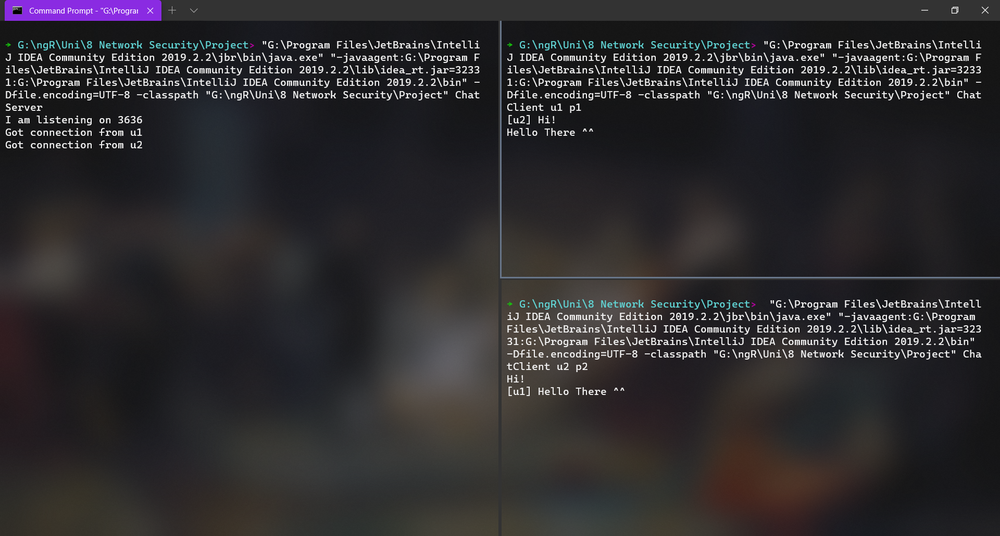 Command Prompt - "G:\Progra
➔ G:\ngR\Uni\8 Network Security\Project> "G:\Program Files\JetBrains\Intelli
J IDEA Community Edition 2019.2.2\jbr\bin\java.exe" "-javaagent:G:\Program F
iles\JetBrains\IntelliJ IDEA Community Edition 2019.2.2\lib\idea_rt.jar=3233
1:G:\Program Files\JetBrains\IntelliJ IDEA Community Edition 2019.2.2\bin" -
Dfile.encoding=UTF-8 -classpath "G:\ngR\Uni\8 Network Security\Project" Chat
Server
I am listening on 3636
Got connection from u1
Got connection from u2
➔ G:\ngR\Uni\8 Network Security\Project> "G:\Program Files\JetBrains\Intelli
J IDEA Community Edition 2019.2.2\jbr\bin\java.exe" "-javaagent:G:\Program F
iles\JetBrains\IntelliJ IDEA Community Edition 2019.2.2\lib\idea_rt.jar=3233
1:G:\Program Files\JetBrains\IntelliJ IDEA Community Edition 2019.2.2\bin" -
Dfile.encoding=UTF-8 -classpath "G:\ngR\Uni\8 Network Security\Project" Chat
Client u1 p1
[u2] Hi!
Hello There ^^
➔ G:\ngR\Uni\8 Network Security\Project>  "G:\Program Files\JetBrains\Intell
iJ IDEA Community Edition 2019.2.2\jbr\bin\java.exe" "-javaagent:G:\Program
Files\JetBrains\IntelliJ IDEA Community Edition 2019.2.2\lib\idea_rt.jar=323
31:G:\Program Files\JetBrains\IntelliJ IDEA Community Edition 2019.2.2\bin"
-Dfile.encoding=UTF-8 -classpath "G:\ngR\Uni\8 Network Security\Project" Cha
tClient u2 p2
Hi!
[u1] Hello There ^^